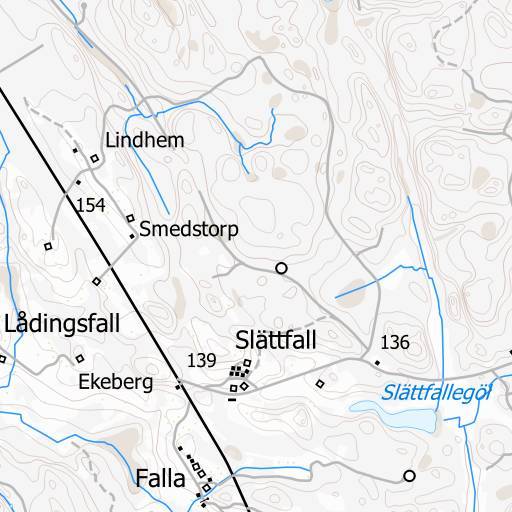 Lindhem
154
Smedstorp
Lådingsfall
Slättfall
139
136
Ekeberg
Slättfallegöl
Falla